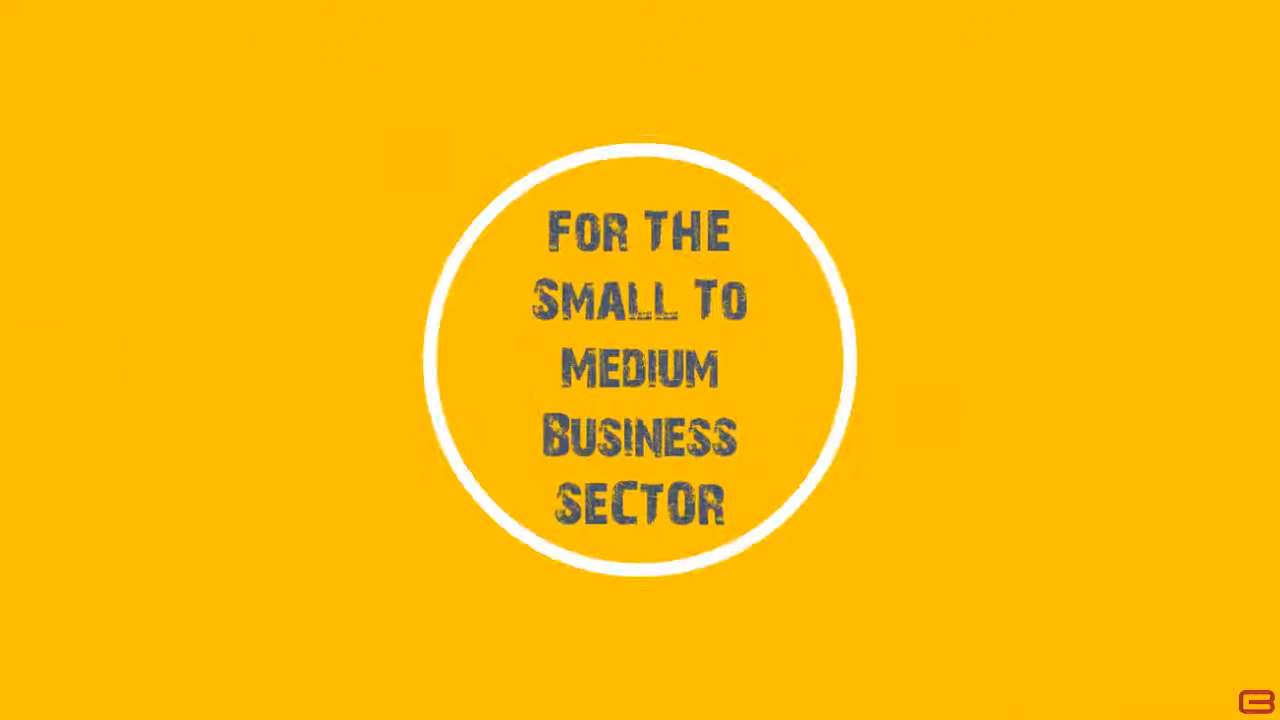 For the
Small To
Medium
Business
sector